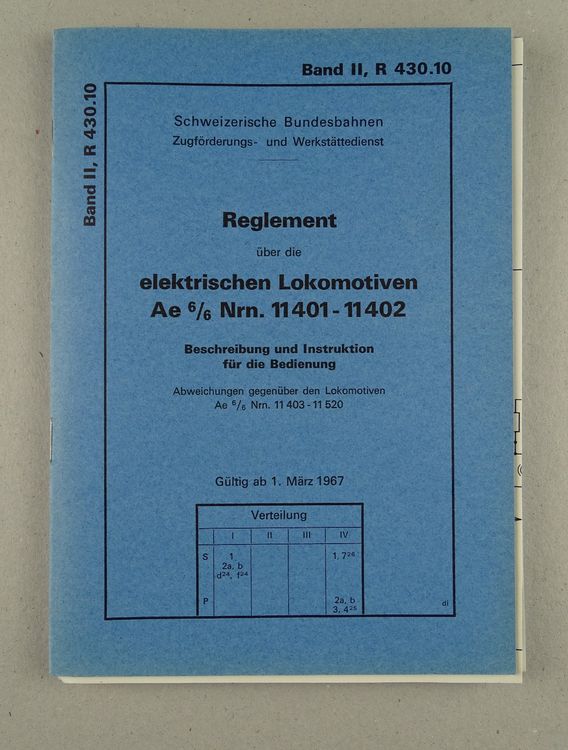 Band II, R 430.10
Band II, R 430.10
Schweizerische Bundesbahnen
Zugförderungs- und Werkstättedienst
Reglement
über die
elektrischen Lokomotiven
Ae 6/6 Nrn. 11401 - 11402
Beschreibung und Instruktion
für die Bedienung
Abweichungen gegenüber den Lokomotiven
Ae 6/6 Nrn. 11 403 - 11 520
Gültig ab 1. März 1967
Verteilung
I II III IV
S 1, 1, 7²⁶
2a, b
d²⁴, f²⁴
P 2a, b
3, 4²⁵
di